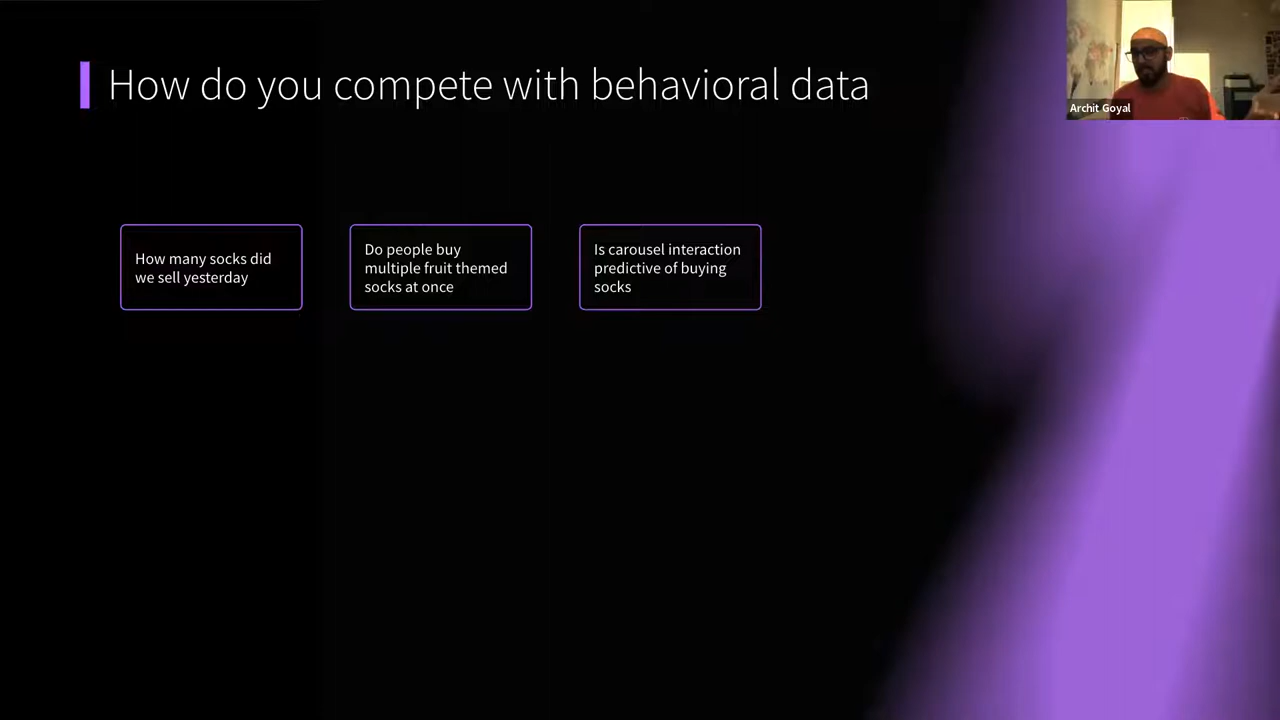 How do you compete with behavioral data
Archit Goyal
How many socks did
we sell yesterday
Do people buy
multiple fruit themed
socks at once
Is carousel interaction
predictive of buying
socks